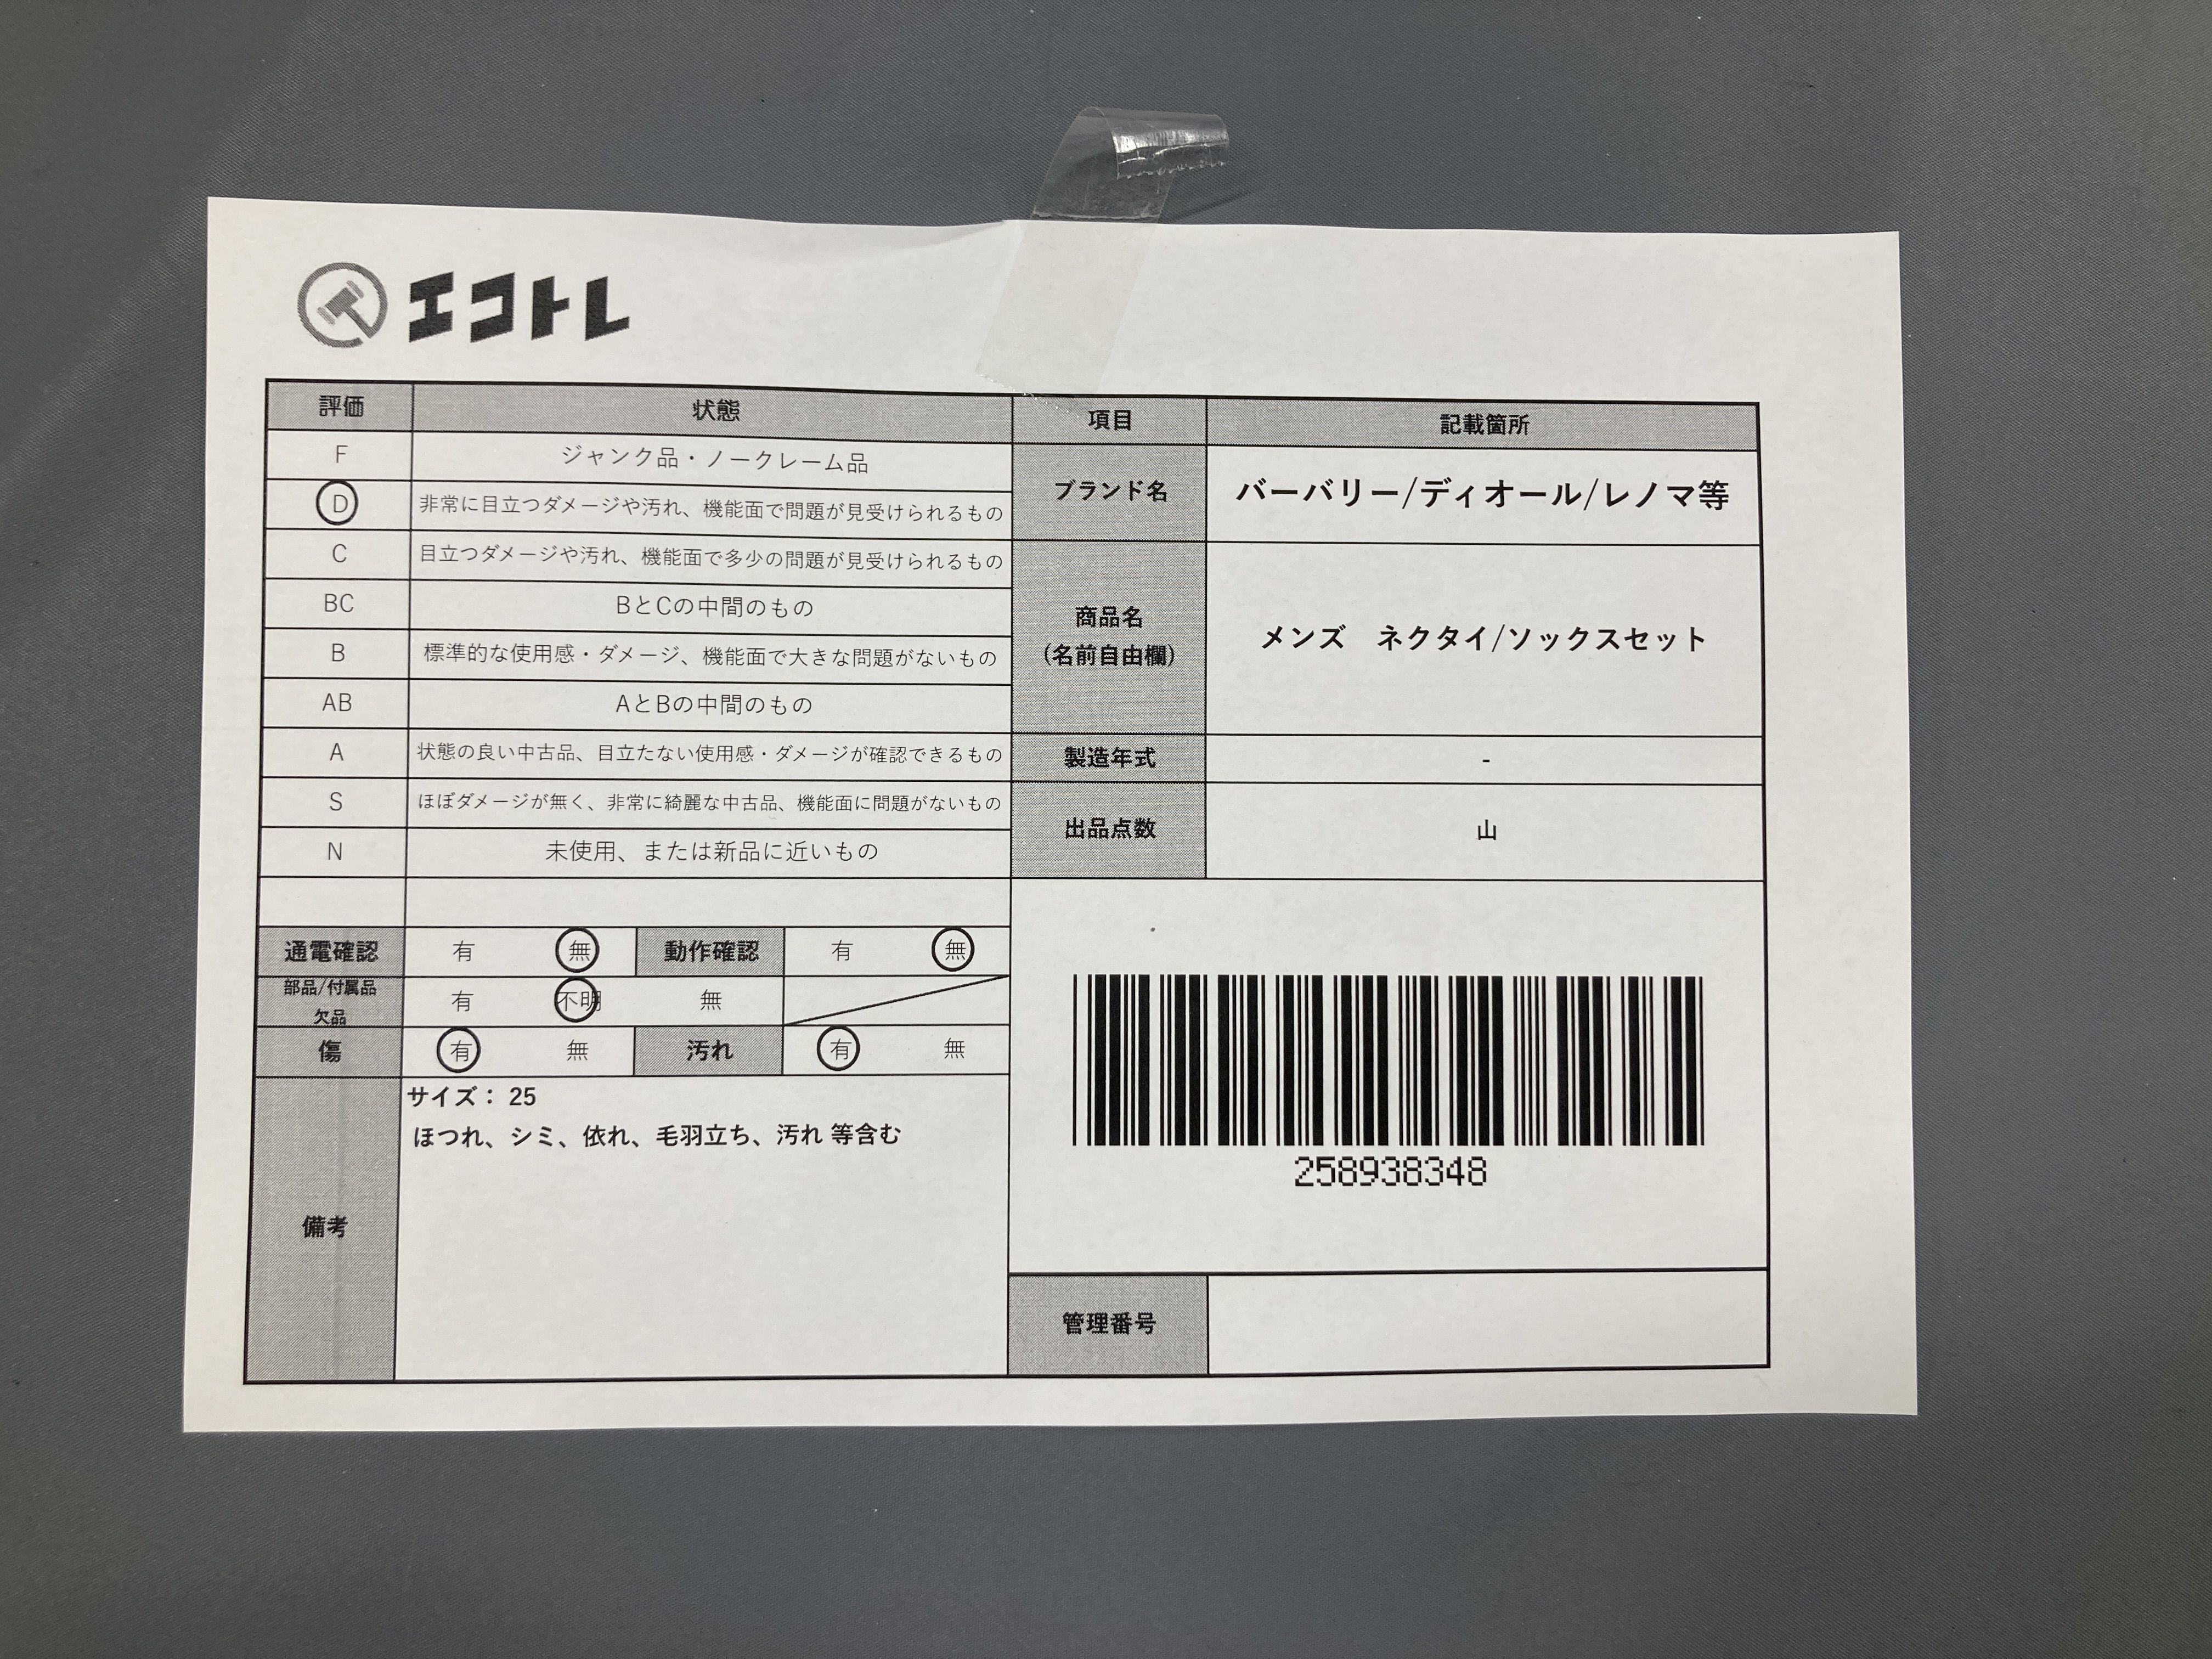 エコトレ
評価 状態 項目 記載箇所
F ジャンク品・ノークレーム品
D 非常に目立つダメージや汚れ、機能面で問題が見受けられるもの
ブランド名 バーバリー/ディオール/レノマ等
C 目立つダメージや汚れ、機能面で多少の問題が見受けられるもの
BC BとCの中間のもの
商品名
(名前自由欄)
メンズ ネクタイ/ソックスセット
B 標準的な使用感・ダメージ、機能面で大きな問題がないもの
AB AとBの中間のもの
A 状態の良い中古品、目立たない使用感・ダメージが確認できるもの
製造年式 -
S ほぼダメージが無く、非常に綺麗な中古品、機能面に問題がないもの
出品点数 山
N 未使用、または新品に近いもの
通電確認 有 無 動作確認 有 無
部品/付属品
欠品
有 不明 無
傷 有 無 汚れ 有 無
備考
サイズ： 25
ほつれ、シミ、依れ、毛羽立ち、汚れ 等含む
258938348
管理番号